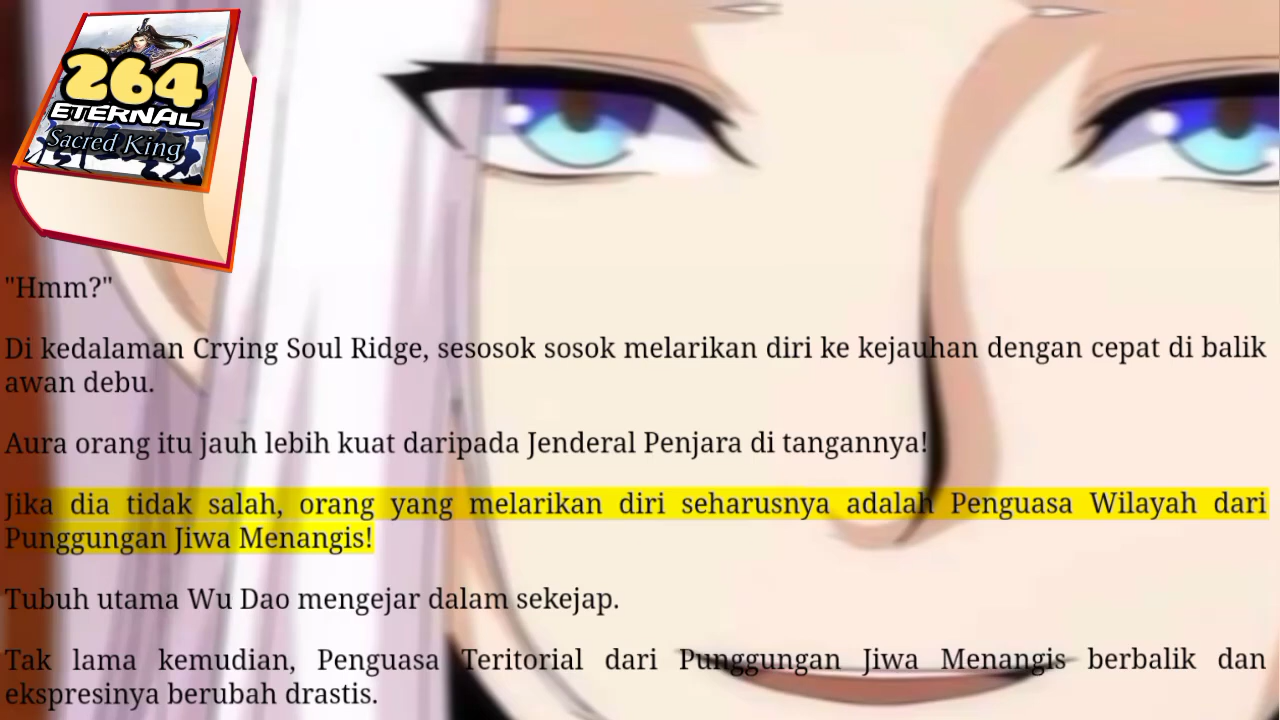 264
ETERNAL
Sacred King
"Hmm?"
Di kedalaman Crying Soul Ridge, sesosok sosok melarikan diri ke kejauhan dengan cepat di balik
awan debu.
Aura orang itu jauh lebih kuat daripada Jenderal Penjara di tangannya!
Jika dia tidak salah, orang yang melarikan diri seharusnya adalah Penguasa Wilayah dari
Punggungan Jiwa Menangis!
Tubuh utama Wu Dao mengejar dalam sekejap.
Tak lama kemudian, Penguasa Teritorial dari Punggungan Jiwa Menangis berbalik dan
ekspresinya berubah drastis.